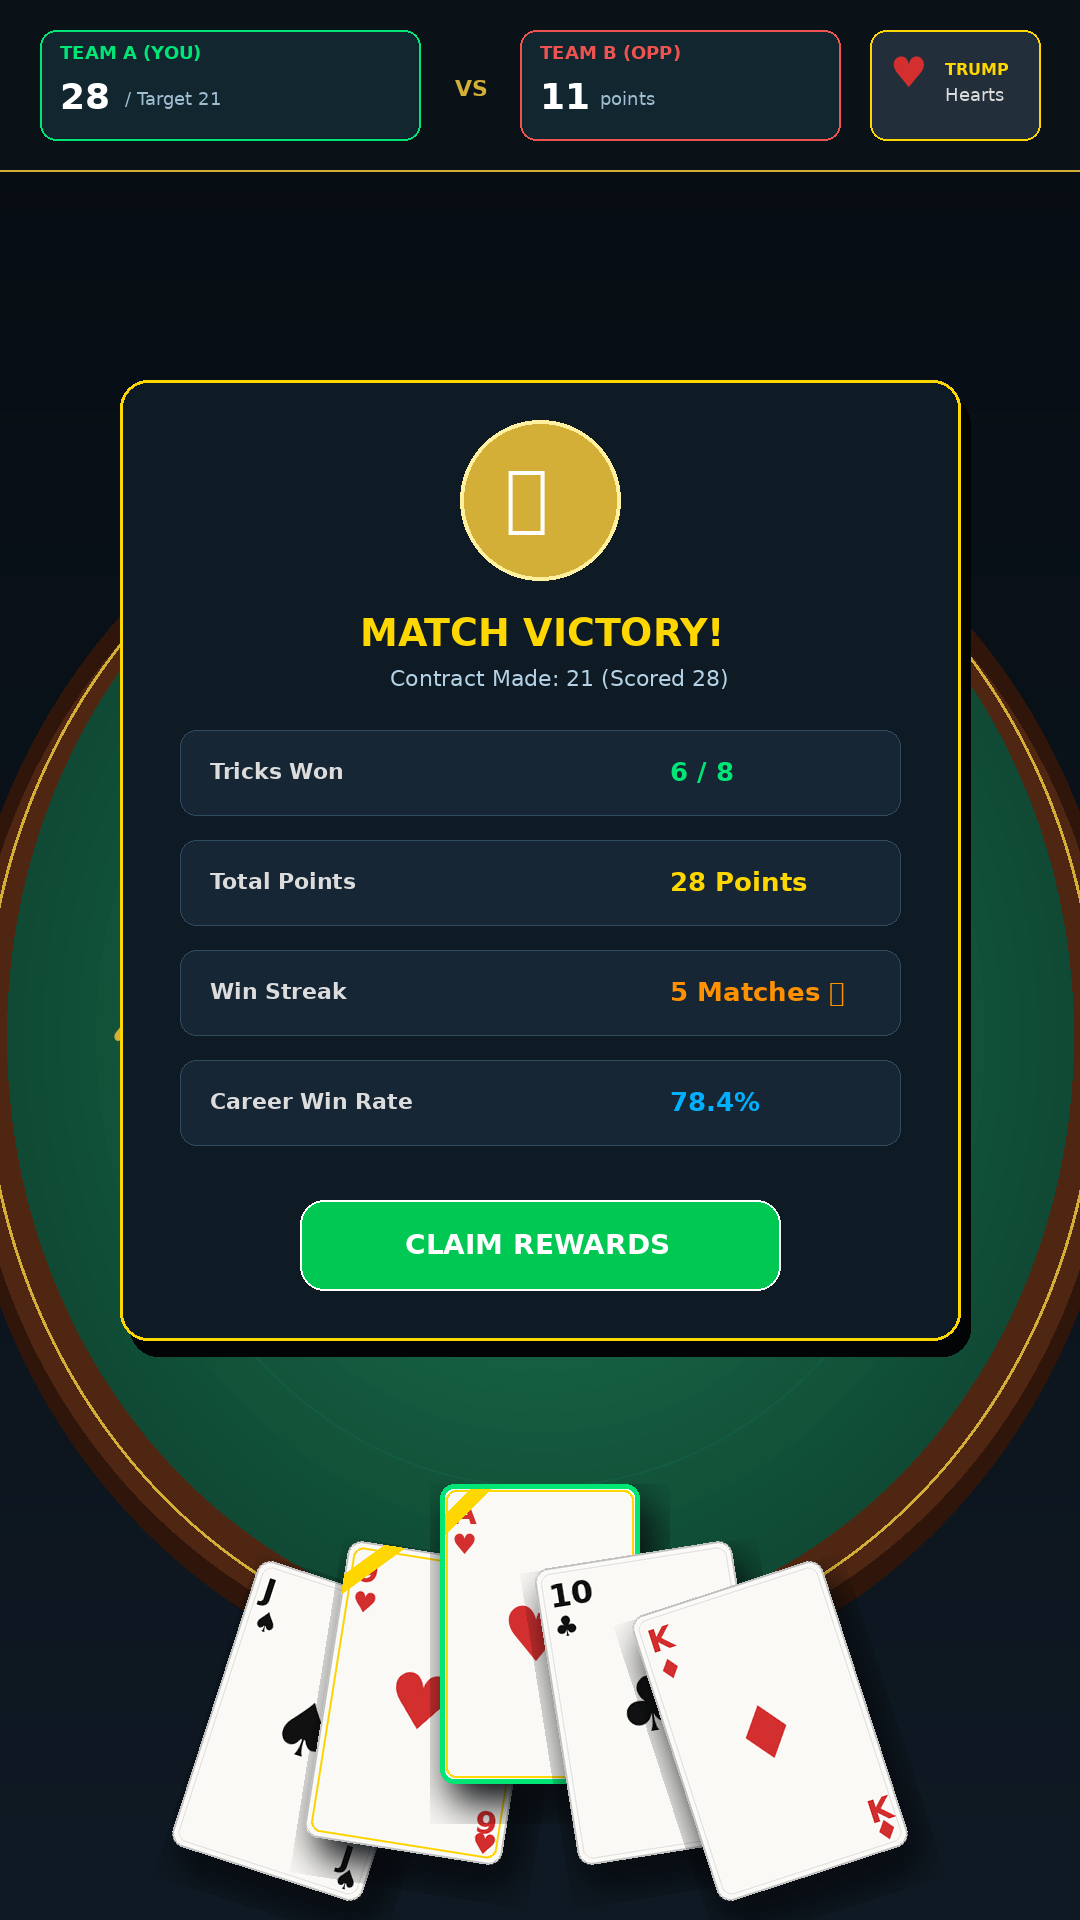 TEAM A (YOU)
28 / Target 21
VS
TEAM B (OPP)
11 points
TRUMP
Hearts
MATCH VICTORY!
Contract Made: 21 (Scored 28)
Tricks Won
6 / 8
Total Points
28 Points
Win Streak
5 Matches
Career Win Rate
78.4%
CLAIM REWARDS
J
J
9
9
A
10
K
K